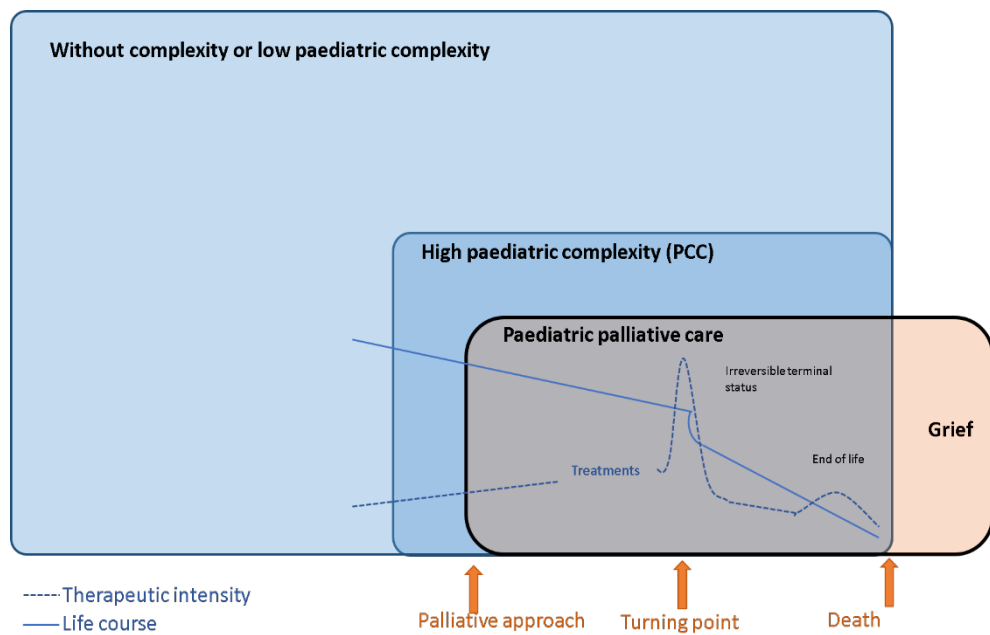 Without complexity or low paediatric complexity
High paediatric complexity (PCC)
Paediatric palliative care
Irreversible terminal
status
Grief
End of life
Treatments
Therapeutic intensity
Life course
Palliative approach
Turning point
Death